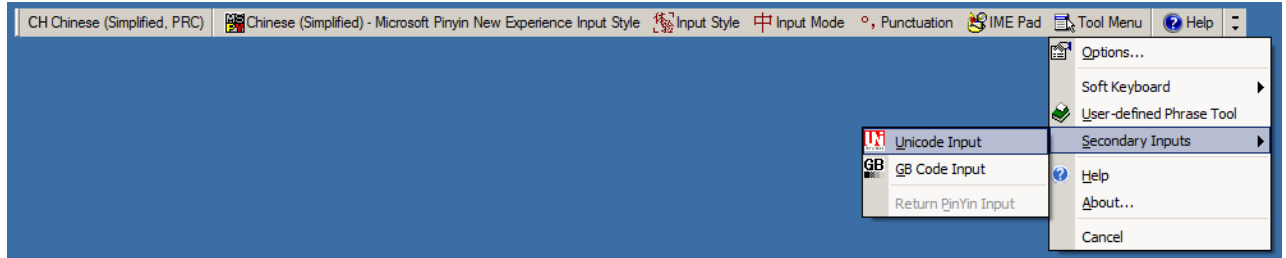 CH Chinese (Simplified, PRC) Chinese (Simplified) - Microsoft Pinyin New Experience Input Style Input Style 中 Input Mode °, Punctuation IME Pad Tool Menu Help
Options...
Soft Keyboard
User-defined Phrase Tool
Secondary Inputs
Unicode Input
GB GB Code Input
Return PinYin Input
Help
About...
Cancel